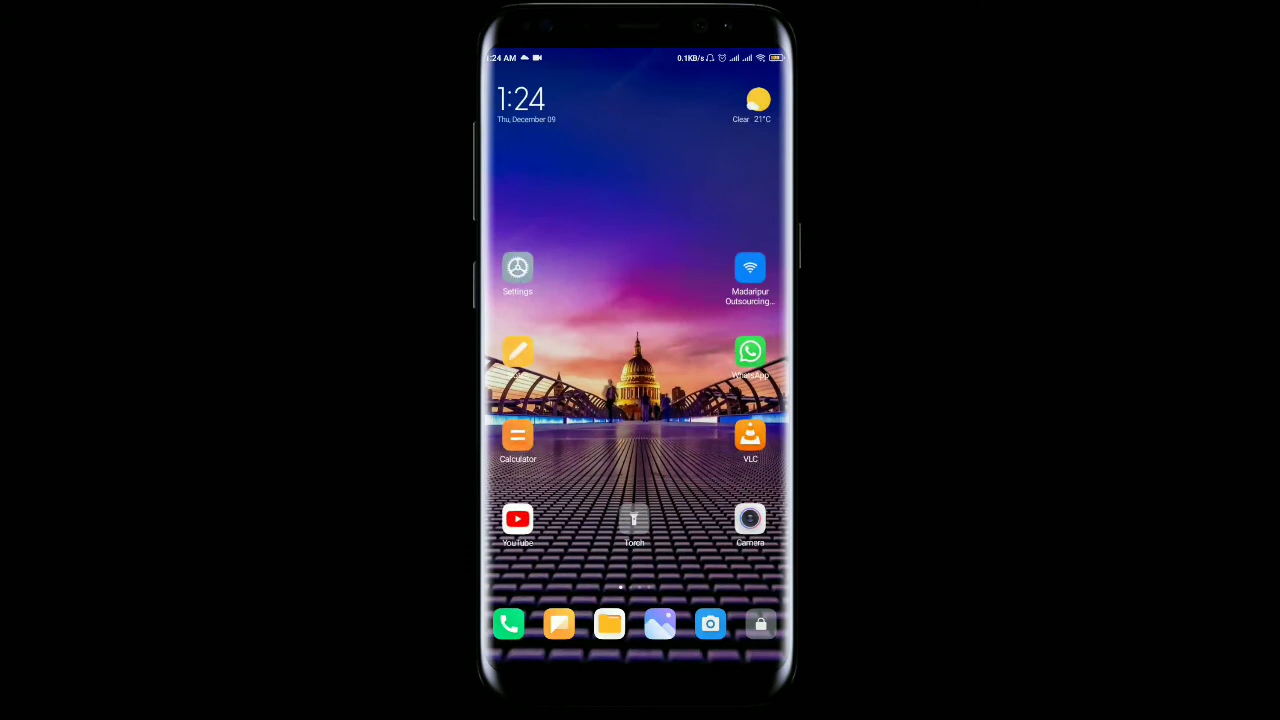 :24 AM
0.1KB/s
1:24
Thu, December 09
Clear 21°C
Settings
Madaripur
Outsourcing...
WhatsApp
Calculator
VLC
YouTube
Torch
Camera